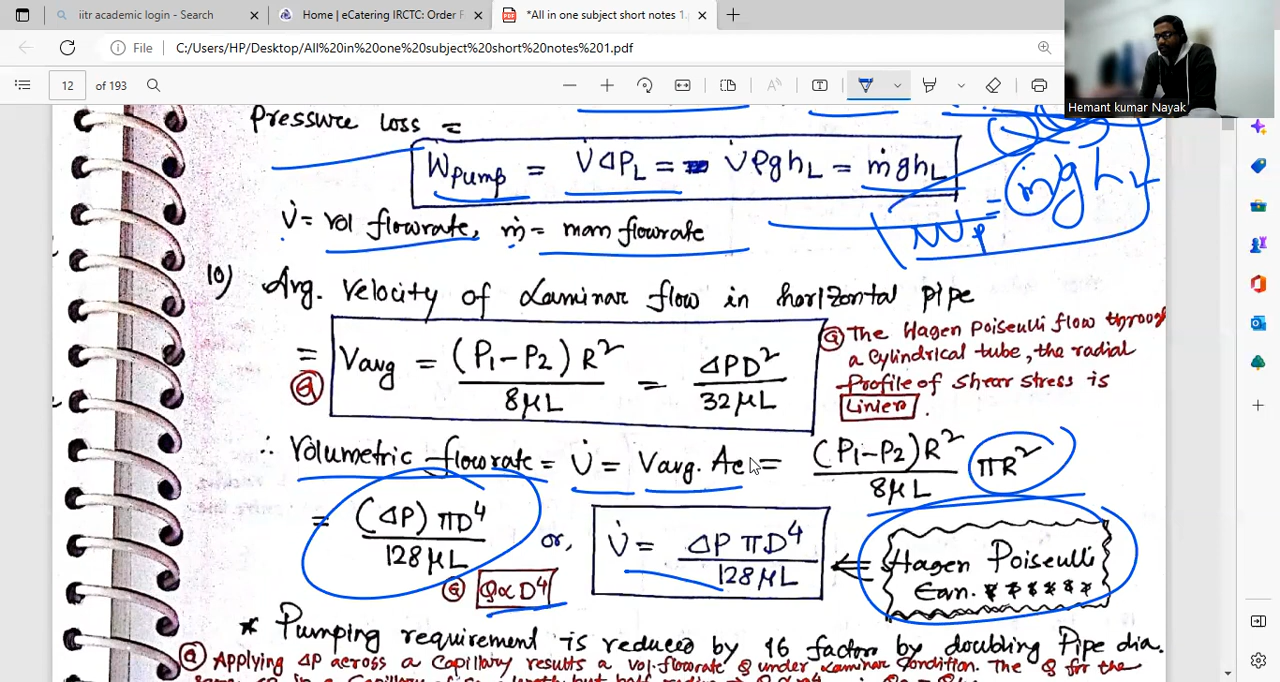 iitr academic login - Search
Home | eCatering IRCTC: Order F
*All in one subject short notes 1.p
File
C:/Users/HP/Desktop/All%20in%20one%20subject%20short%20notes%201.pdf
12 of 193
Hemant kumar Nayak
Pressure loss =
Ẇpump = V̇ΔPL = V̇ρghL = ṁghL
ṁghL
Ẇp =
V̇ = vol flowrate, ṁ = man flowrate
10) Avg. Velocity of Laminar flow in horizontal pipe
= Vavg = (P1-P2) R² / 8μL = ΔPD² / 32μL
Q The Hagen Poiseulli flow through
a cylindrical tube, the radial
Profile of shear stress is
Linier.
Q
∴ Volumetric flowrate = V̇ = Vavg. Ac = (P1-P2)R² / 8μL πR²
= (ΔP) πD⁴ / 128μL or, V̇ = ΔP πD⁴ / 128μL ⇐ Hagen Poiseulli
Eqn. *****
Q Q∝D⁴
* Pumping requirement is reduced by 16 factor by doubling Pipe dia.
Q Applying ΔP across a Capillary results a vol. flowrate Q under Laminar Condition. The Q for the